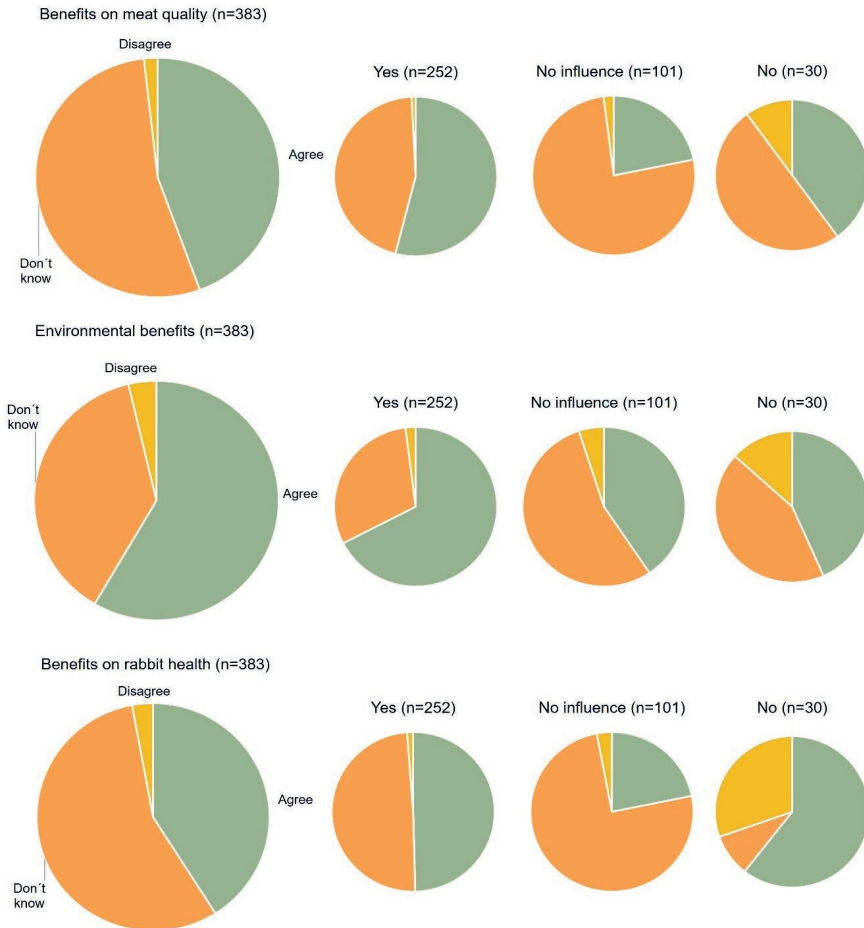 Benefits on meat quality (n=383)
Disagree
Agree
Don´t
know
Yes (n=252)
No influence (n=101)
No (n=30)
Environmental benefits (n=383)
Disagree
Don´t
know
Agree
Yes (n=252)
No influence (n=101)
No (n=30)
Benefits on rabbit health (n=383)
Disagree
Agree
Don´t
know
Yes (n=252)
No influence (n=101)
No (n=30)